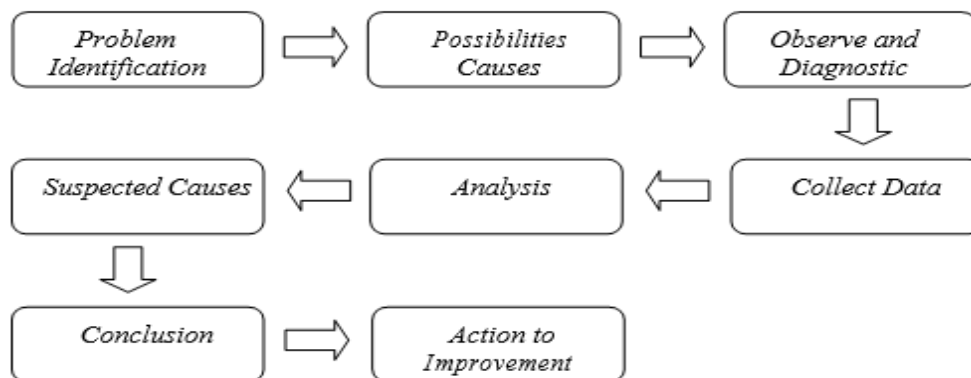 Problem
Identification
Possibilities
Causes
Observe and
Diagnostic
Suspected Causes
Analysis
Collect Data
Conclusion
Action to
Improvement